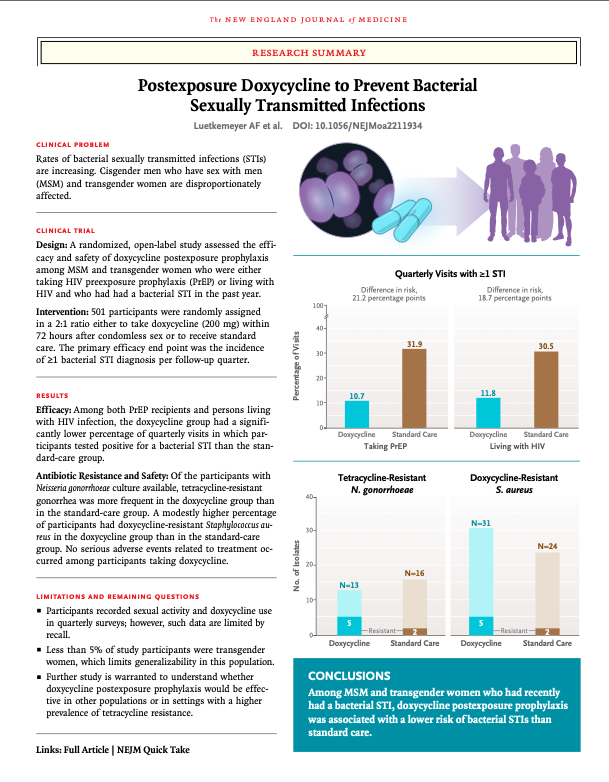 The NEW ENGLAND JOURNAL of MEDICINE
RESEARCH SUMMARY
Postexposure Doxycycline to Prevent Bacterial
Sexually Transmitted Infections
Luetkemeyer AF et al. DOI: 10.1056/NEJMoa2211934
CLINICAL PROBLEM
Rates of bacterial sexually transmitted infections (STIs)
are increasing. Cisgender men who have sex with men
(MSM) and transgender women are disproportionately
affected.
CLINICAL TRIAL
Design: A randomized, open-label study assessed the effi-
cacy and safety of doxycycline postexposure prophylaxis
among MSM and transgender women who were either
taking HIV preexposure prophylaxis (PrEP) or living with
HIV and who had had a bacterial STI in the past year.
Intervention: 501 participants were randomly assigned
in a 2:1 ratio either to take doxycycline (200 mg) within
72 hours after condomless sex or to receive standard
care. The primary efficacy end point was the incidence
of ≥1 bacterial STI diagnosis per follow-up quarter.
RESULTS
Efficacy: Among both PrEP recipients and persons living
with HIV infection, the doxycycline group had a signifi-
cantly lower percentage of quarterly visits in which par-
ticipants tested positive for a bacterial STI than the stan-
dard-care group.
Antibiotic Resistance and Safety: Of the participants with
Neisseria gonorrhoeae culture available, tetracycline-resistant
gonorrhea was more frequent in the doxycycline group than
in the standard-care group. A modestly higher percentage
of participants had doxycycline-resistant Staphylococcus au-
reus in the doxycycline group than in the standard-care
group. No serious adverse events related to treatment oc-
curred among participants taking doxycycline.
LIMITATIONS AND REMAINING QUESTIONS
▪ Participants recorded sexual activity and doxycycline use
in quarterly surveys; however, such data are limited by
recall.
▪ Less than 5% of study participants were transgender
women, which limits generalizability in this population.
▪ Further study is warranted to understand whether
doxycycline postexposure prophylaxis would be effec-
tive in other populations or in settings with a higher
prevalence of tetracycline resistance.
Links: Full Article | NEJM Quick Take
Quarterly Visits with ≥1 STI
Difference in risk,
21.2 percentage points
Difference in risk,
18.7 percentage points
Percentage of Visits
100
40
30
20
10
0
10.7
31.9
11.8
30.5
Doxycycline Standard Care Doxycycline Standard Care
Taking PrEP Living with HIV
Tetracycline-Resistant
N. gonorrhoeae
Doxycycline-Resistant
S. aureus
No. of Isolates
40
30
20
10
0
N=13
N=16
N=31
N=24
5 Resistant 2 5 Resistant 2
Doxycycline Standard Care Doxycycline Standard Care
CONCLUSIONS
Among MSM and transgender women who had recently
had a bacterial STI, doxycycline postexposure prophylaxis
was associated with a lower risk of bacterial STIs than
standard care.